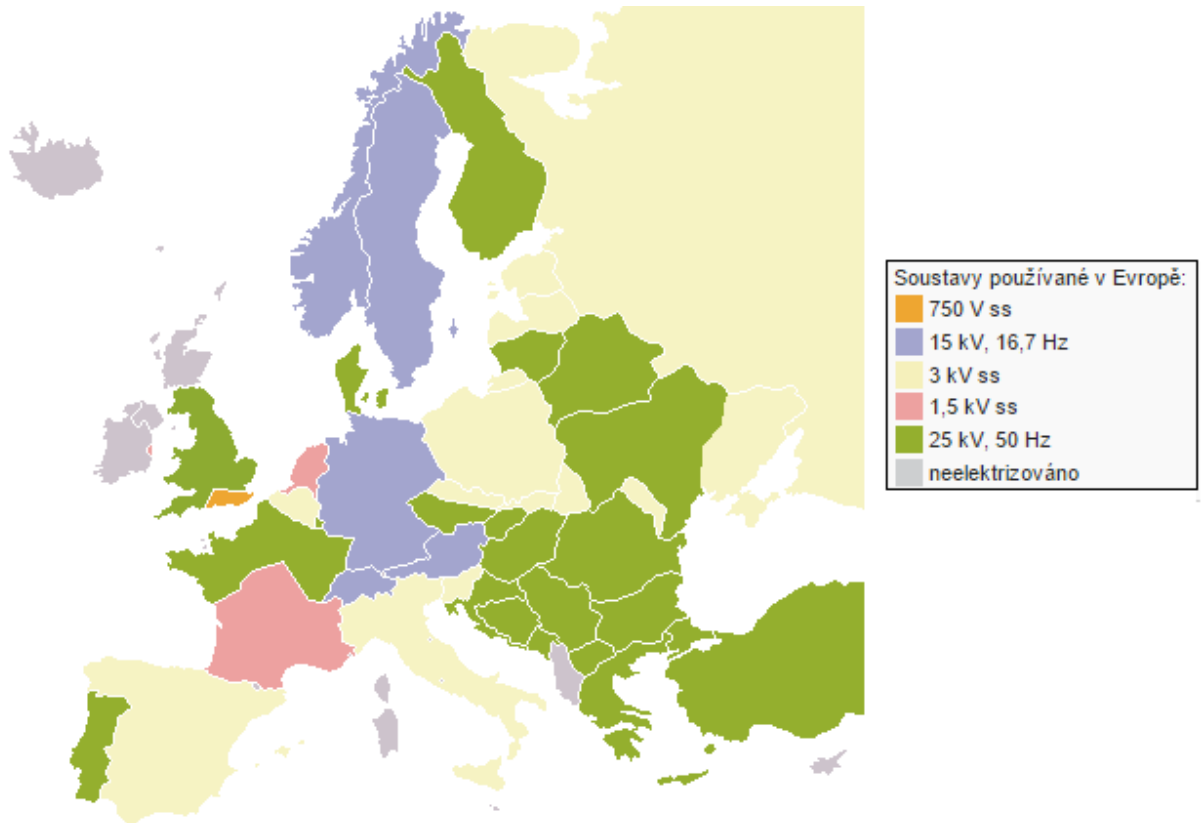 Soustavy používané v Evropě:
750 V ss
15 kV, 16,7 Hz
3 kV ss
1,5 kV ss
25 kV, 50 Hz
neelektrizováno